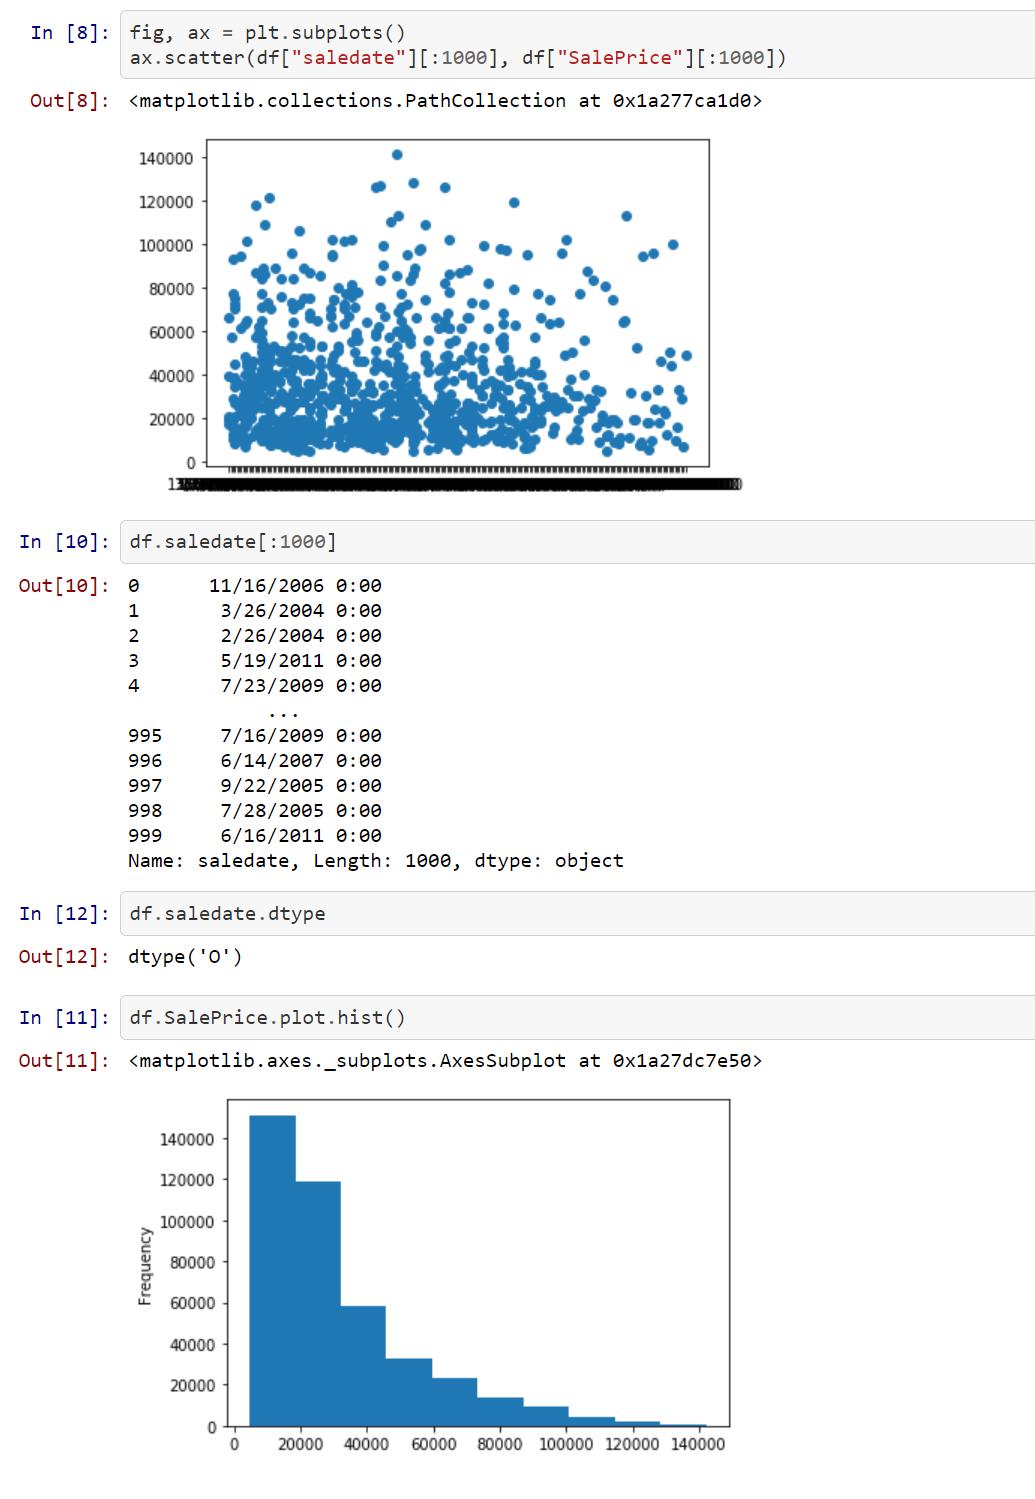 In [8]: fig, ax = plt.subplots()
ax.scatter(df["saledate"][:1000], df["SalePrice"][:1000])
Out[8]: <matplotlib.collections.PathCollection at 0x1a277ca1d0>
140000
120000
100000
80000
60000
40000
20000
0
In [10]: df.saledate[:1000]
Out[10]: 0 11/16/2006 0:00
1 3/26/2004 0:00
2 2/26/2004 0:00
3 5/19/2011 0:00
4 7/23/2009 0:00
...
995 7/16/2009 0:00
996 6/14/2007 0:00
997 9/22/2005 0:00
998 7/28/2005 0:00
999 6/16/2011 0:00
Name: saledate, Length: 1000, dtype: object
In [12]: df.saledate.dtype
Out[12]: dtype('O')
In [11]: df.SalePrice.plot.hist()
Out[11]: <matplotlib.axes._subplots.AxesSubplot at 0x1a27dc7e50>
140000
120000
100000
80000
60000
40000
20000
0
Frequency
0 20000 40000 60000 80000 100000 120000 140000